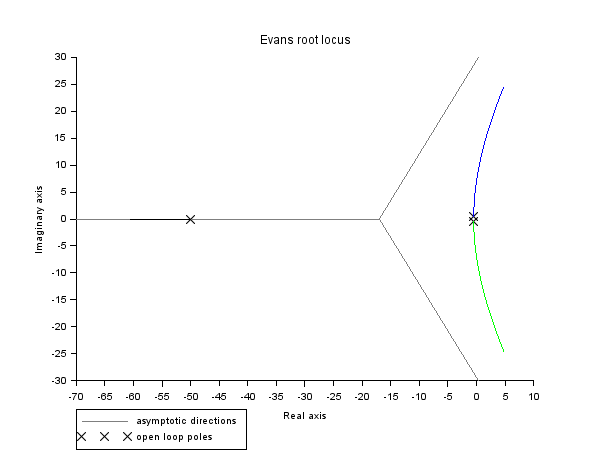 Evans root locus
30
25
20
15
10
5
0
-5
-10
-15
-20
-25
-30
Imaginary axis
-70 -65 -60 -55 -50 -45 -40 -35 -30 -25 -20 -15 -10 -5 0 5 10
Real axis
asymptotic directions
open loop poles